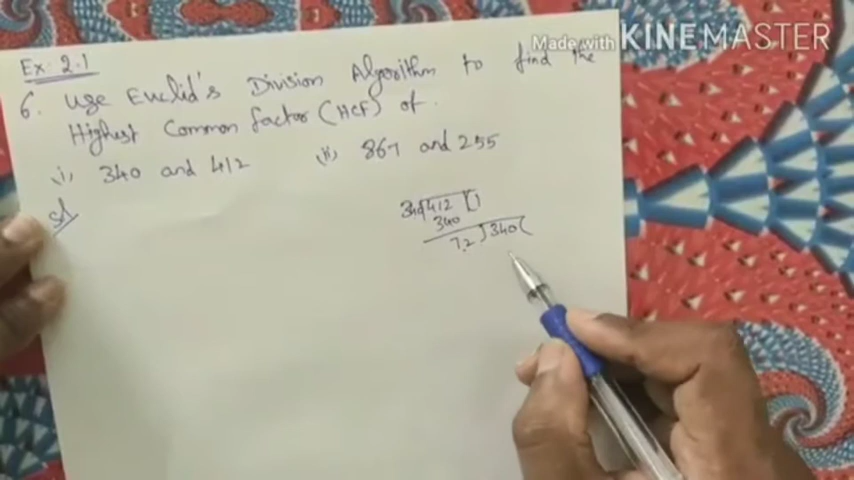 Made with KINEMASTER
Ex: 2.1
6. Use Euclid's Division Algorithm to find the
Highest Common factor (HCF) of.
(i) 340 and 412 (ii) 867 and 255
Sol
340)412(1
340
72)340(